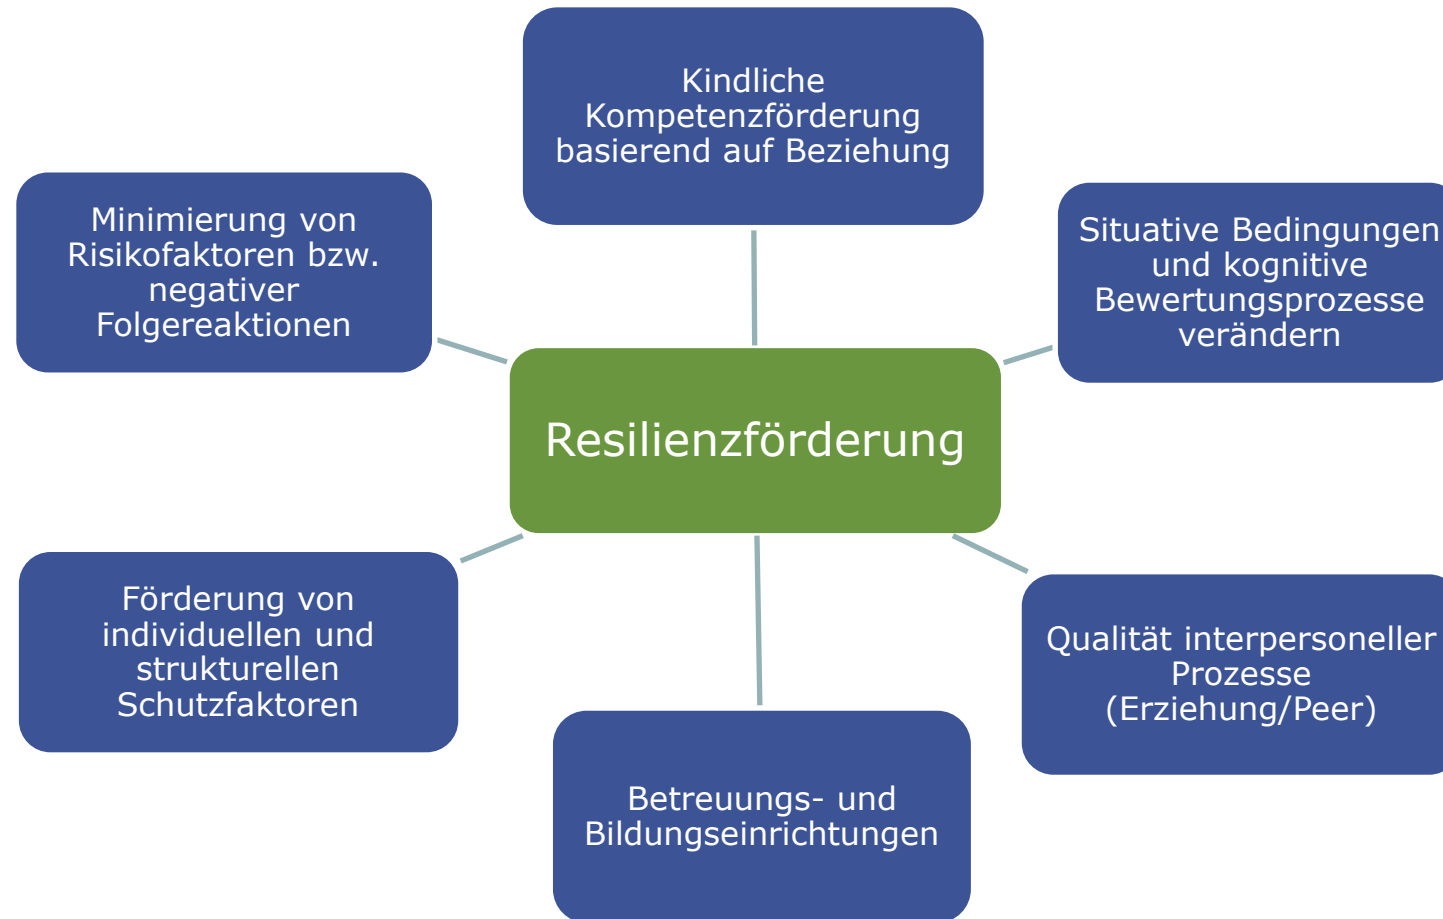 Kindliche
Kompetenzförderung
basierend auf Beziehung
Minimierung von
Risikofaktoren bzw.
negativer
Folgereaktionen
Situative Bedingungen
und kognitive
Bewertungsprozesse
verändern
Resilienzförderung
Förderung von
individuellen und
strukturellen
Schutzfaktoren
Qualität interpersoneller
Prozesse
(Erziehung/Peer)
Betreuungs- und
Bildungseinrichtungen